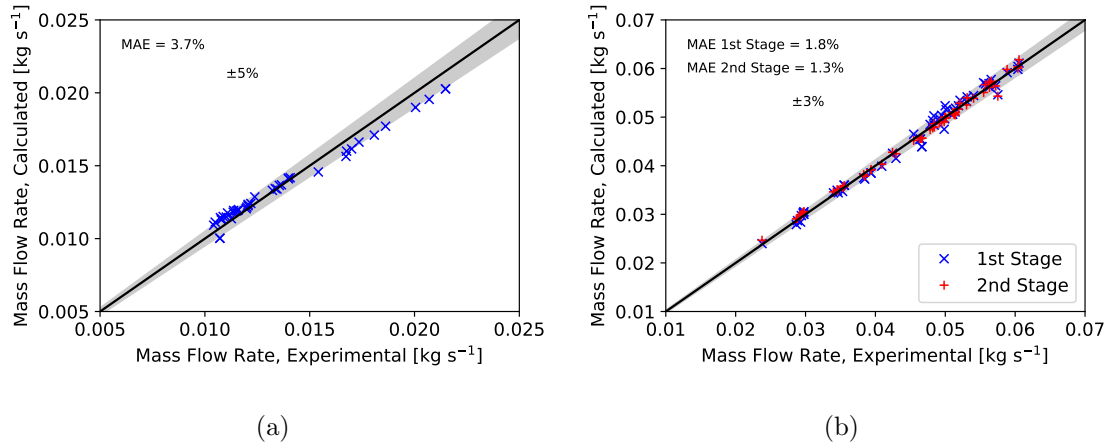 0.025
0.020
0.015
0.010
0.005
Mass Flow Rate, Calculated [kg s⁻¹]
MAE = 3.7%
±5%
0.005 0.010 0.015 0.020 0.025
Mass Flow Rate, Experimental [kg s⁻¹]
(a)
0.07
0.06
0.05
0.04
0.03
0.02
0.01
Mass Flow Rate, Calculated [kg s⁻¹]
MAE 1st Stage = 1.8%
MAE 2nd Stage = 1.3%
±3%
1st Stage
2nd Stage
0.01 0.02 0.03 0.04 0.05 0.06 0.07
Mass Flow Rate, Experimental [kg s⁻¹]
(b)